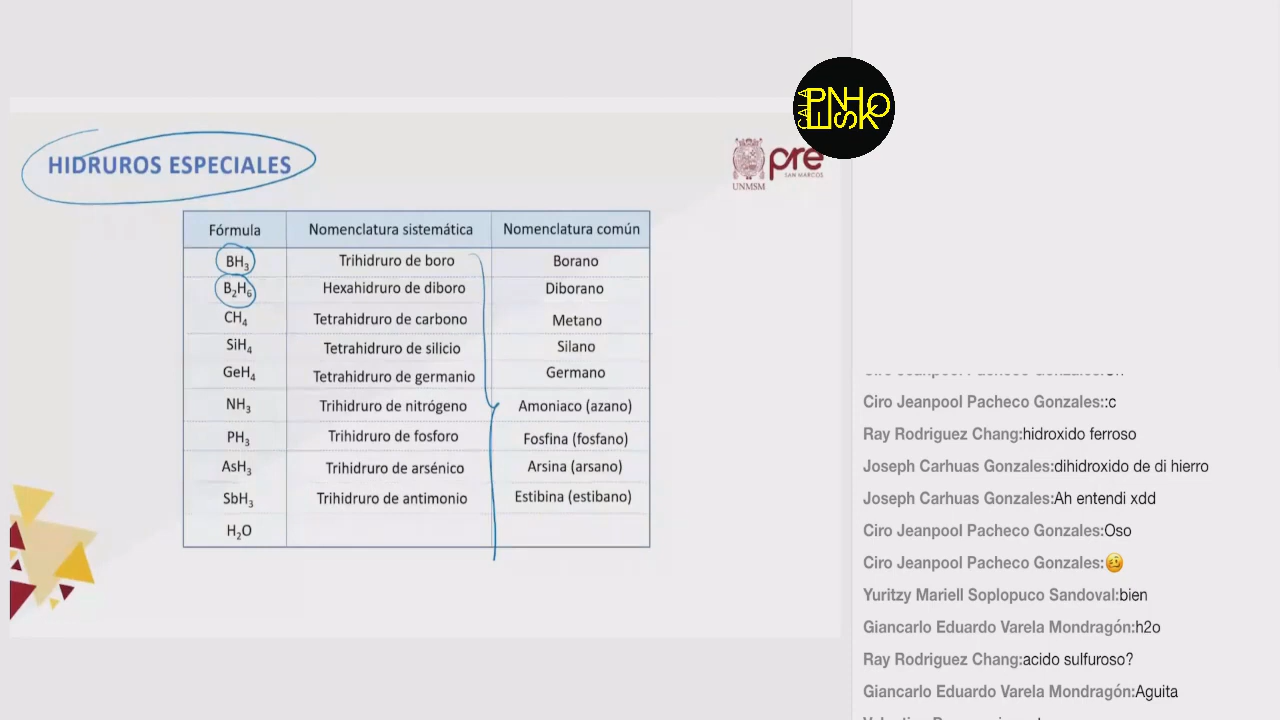 CALA
PE NH
ESKO
HIDRUROS ESPECIALES
UNMSM
pre
SAN MARCOS
Fórmula Nomenclatura sistemática Nomenclatura común
BH₃ Trihidruro de boro Borano
B₂H₆ Hexahidruro de diboro Diborano
CH₄ Tetrahidruro de carbono Metano
SiH₄ Tetrahidruro de silicio Silano
GeH₄ Tetrahidruro de germanio Germano
NH₃ Trihidruro de nitrógeno Amoniaco (azano)
PH₃ Trihidruro de fosforo Fosfina (fosfano)
AsH₃ Trihidruro de arsénico Arsina (arsano)
SbH₃ Trihidruro de antimonio Estibina (estibano)
H₂O
Ciro Jeanpool Pacheco Gonzales::c
Ray Rodriguez Chang:hidroxido ferroso
Joseph Carhuas Gonzales:dihidroxido de di hierro
Joseph Carhuas Gonzales:Ah entendi xdd
Ciro Jeanpool Pacheco Gonzales:Oso
Ciro Jeanpool Pacheco Gonzales:🥴
Yuritzy Mariell Soplopuco Sandoval:bien
Giancarlo Eduardo Varela Mondragón:h2o
Ray Rodriguez Chang:acido sulfuroso?
Giancarlo Eduardo Varela Mondragón:Aguita